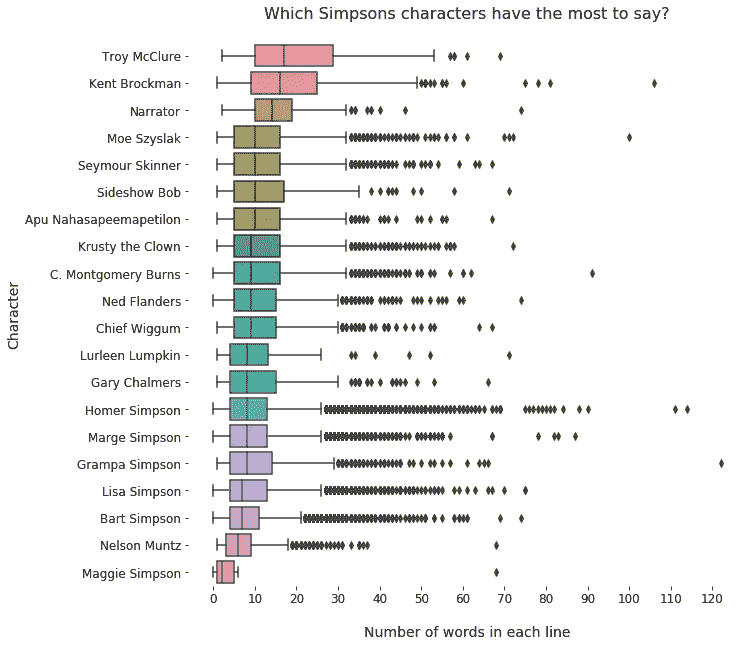 Which Simpsons characters have the most to say?
Character
Troy McClure
Kent Brockman
Narrator
Moe Szyslak
Seymour Skinner
Sideshow Bob
Apu Nahasapeemapetilon
Krusty the Clown
C. Montgomery Burns
Ned Flanders
Chief Wiggum
Lurleen Lumpkin
Gary Chalmers
Homer Simpson
Marge Simpson
Grampa Simpson
Lisa Simpson
Bart Simpson
Nelson Muntz
Maggie Simpson
0 10 20 30 40 50 60 70 80 90 100 110 120
Number of words in each line